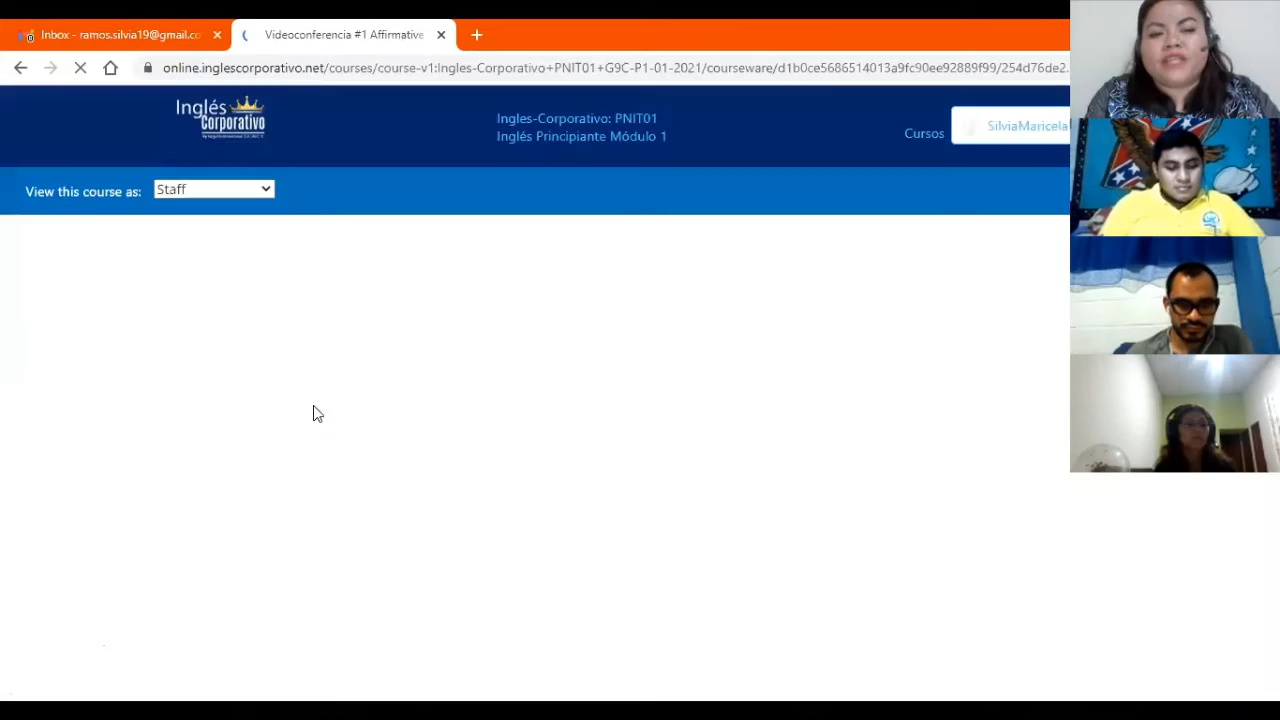 Inbox - ramos.silvia19@gmail.co
Videoconferencia #1 Affirmative
online.inglescorporativo.net/courses/course-v1:Ingles-Corporativo+PNIT01+G9C-P1-01-2021/courseware/d1b0ce5686514013a9fc90ee92889f99/254d76de2.
Inglés
Corporativo
Ingles-Corporativo: PNIT01
Inglés Principiante Módulo 1
Cursos
SilviaMaricela
View this course as:
Staff